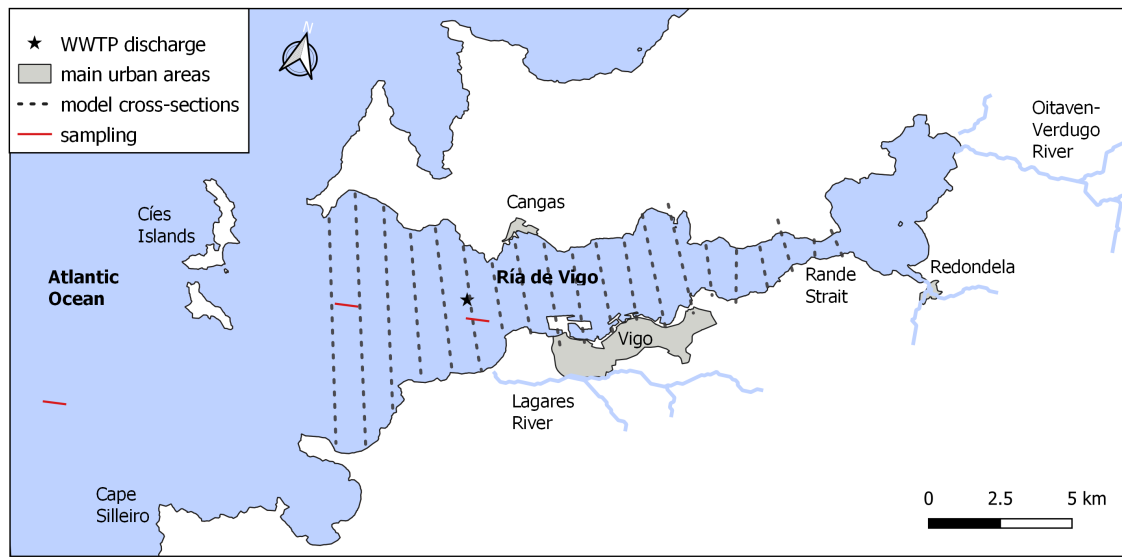 N
WWTP discharge
main urban areas
model cross-sections
sampling
Oitaven-
Verdugo
River
Cangas
Cíes
Islands
Atlantic
Ocean
Ría de Vigo
Rande
Strait
Redondela
Vigo
Lagares
River
Cape
Silleiro
0 2.5 5 km